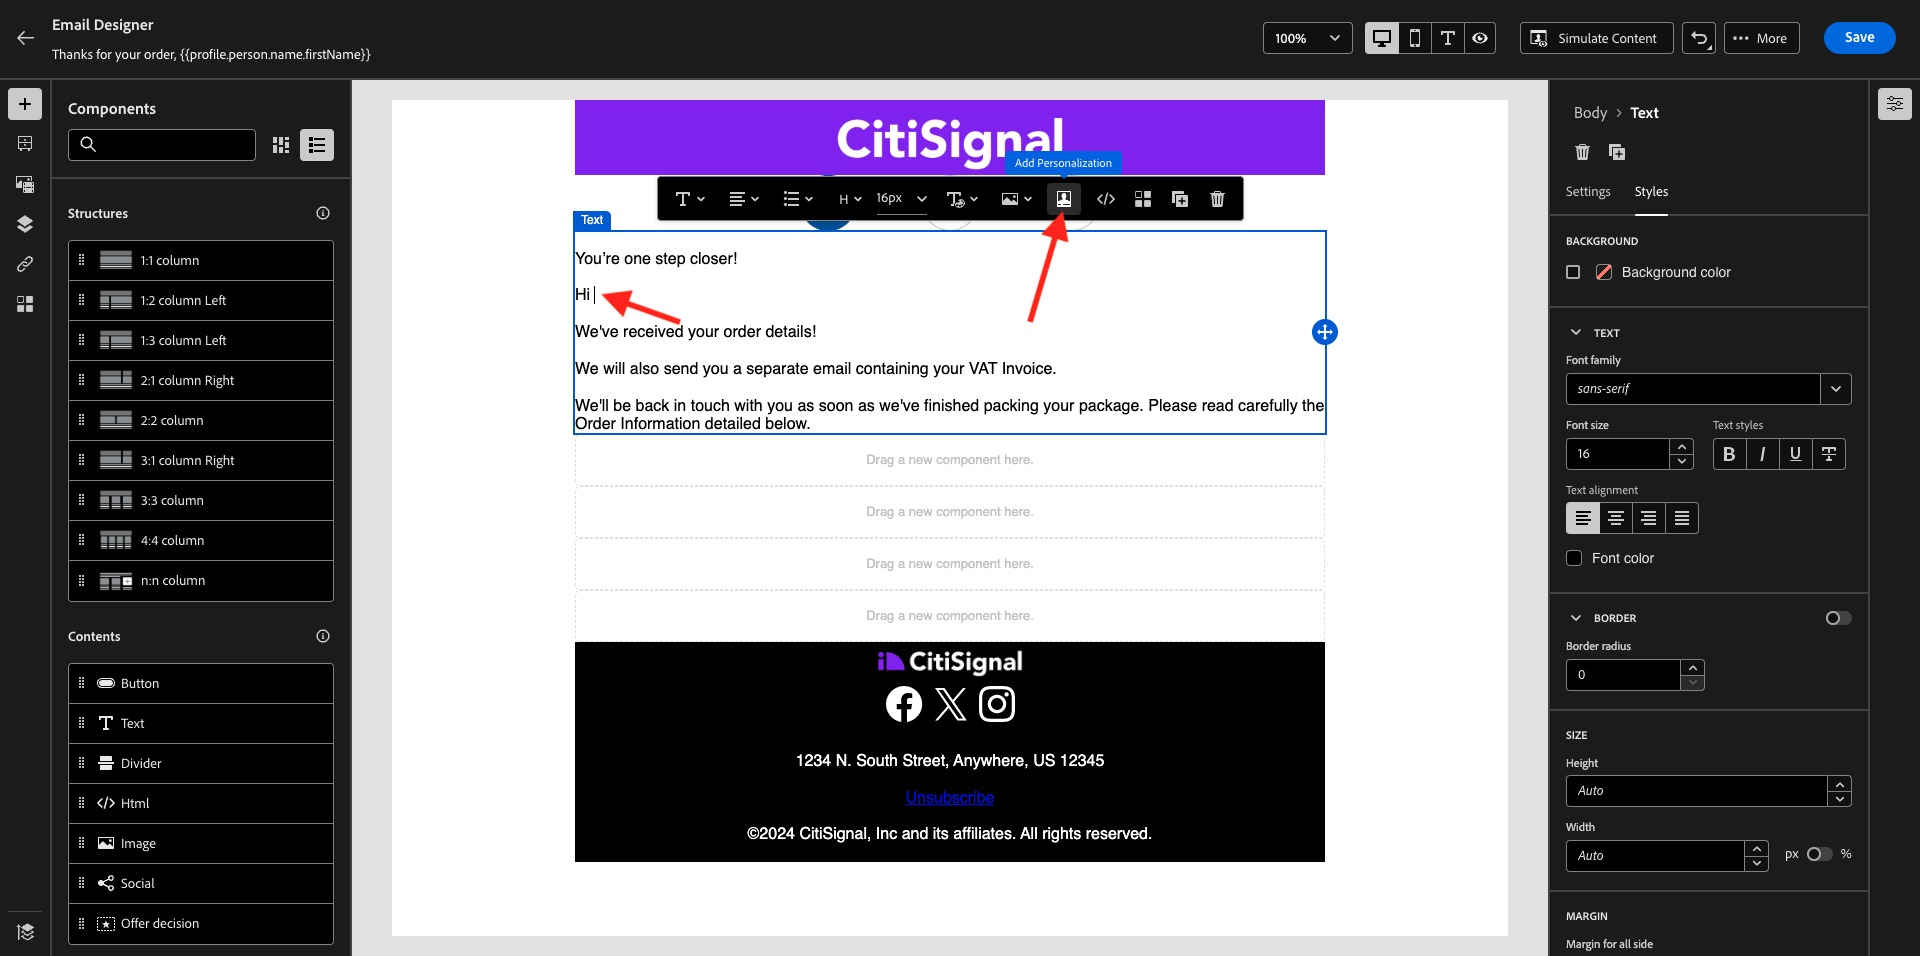 Email Designer
Thanks for your order, {{profile.person.name.firstName}}
100%
Simulate Content
More
Save
Components
Structures
1:1 column
1:2 column Left
1:3 column Left
2:1 column Right
2:2 column
3:1 column Right
3:3 column
4:4 column
n:n column
Contents
Button
Text
Divider
Html
Image
Social
Offer decision
CitiSignal
Add Personalization
H
16px
Text
You’re one step closer!
Hi
We've received your order details!
We will also send you a separate email containing your VAT Invoice.
We'll be back in touch with you as soon as we've finished packing your package. Please read carefully the
Order Information detailed below.
Drag a new component here.
Drag a new component here.
Drag a new component here.
Drag a new component here.
CitiSignal
1234 N. South Street, Anywhere, US 12345
Unsubscribe
©2024 CitiSignal, Inc and its affiliates. All rights reserved.
Body > Text
Settings
Styles
BACKGROUND
Background color
TEXT
Font family
sans-serif
Font size
Text styles
16
B I U T
Text alignment
Font color
BORDER
Border radius
0
SIZE
Height
Auto
Width
Auto
px
%
MARGIN
Margin for all side